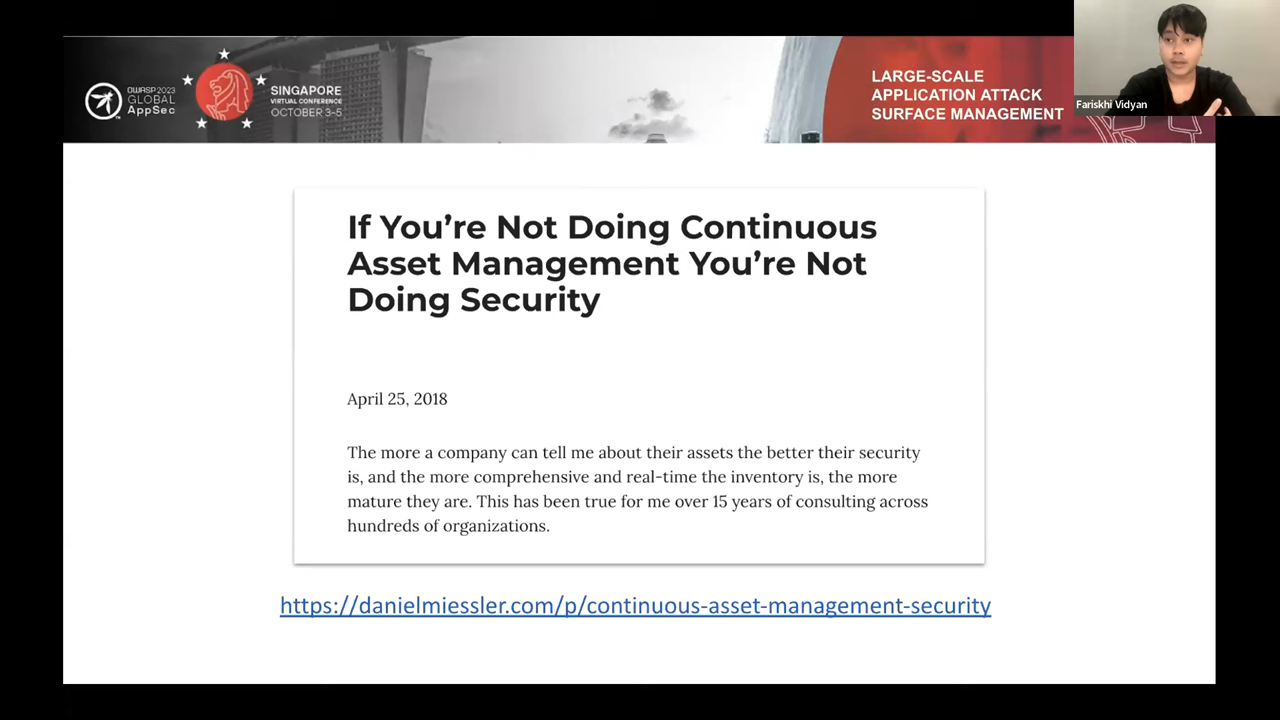 OWASP 2023
GLOBAL
AppSec
SINGAPORE
VIRTUAL CONFERENCE
OCTOBER 3-5
LARGE-SCALE
APPLICATION ATTACK
SURFACE MANAGEMENT
Fariskhi Vidyan
If You’re Not Doing Continuous
Asset Management You’re Not
Doing Security
April 25, 2018
The more a company can tell me about their assets the better their security
is, and the more comprehensive and real-time the inventory is, the more
mature they are. This has been true for me over 15 years of consulting across
hundreds of organizations.
https://danielmiessler.com/p/continuous-asset-management-security